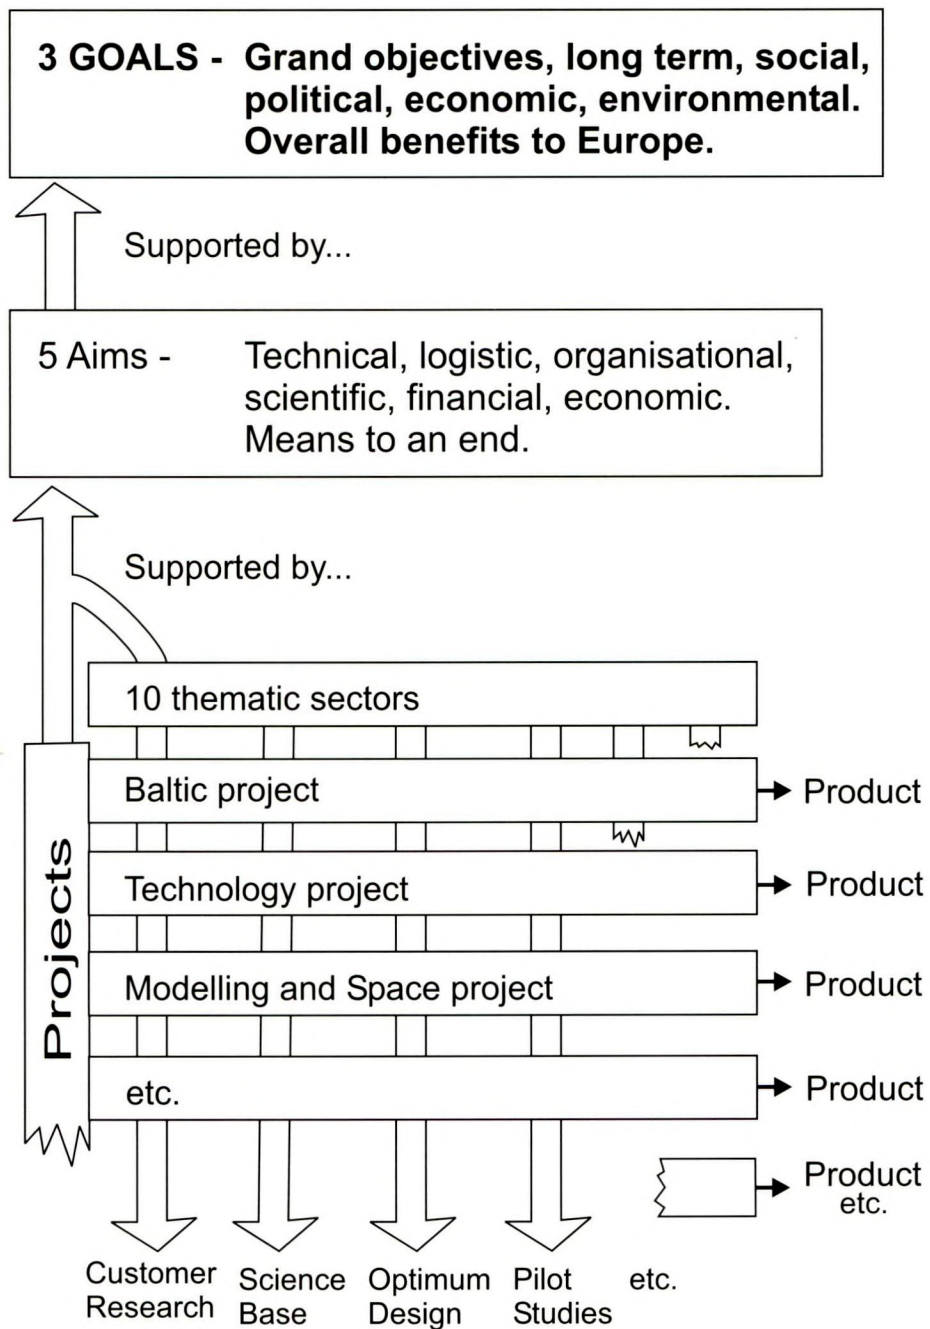 3 GOALS - Grand objectives, long term, social,
political, economic, environmental.
Overall benefits to Europe.
Supported by...
5 Aims - Technical, logistic, organisational,
scientific, financial, economic.
Means to an end.
Supported by...
10 thematic sectors
Projects
Baltic project
Product
Technology project
Product
Modelling and Space project
Product
etc.
Product
Product
etc.
Customer
Research
Science
Base
Optimum
Design
Pilot
Studies
etc.